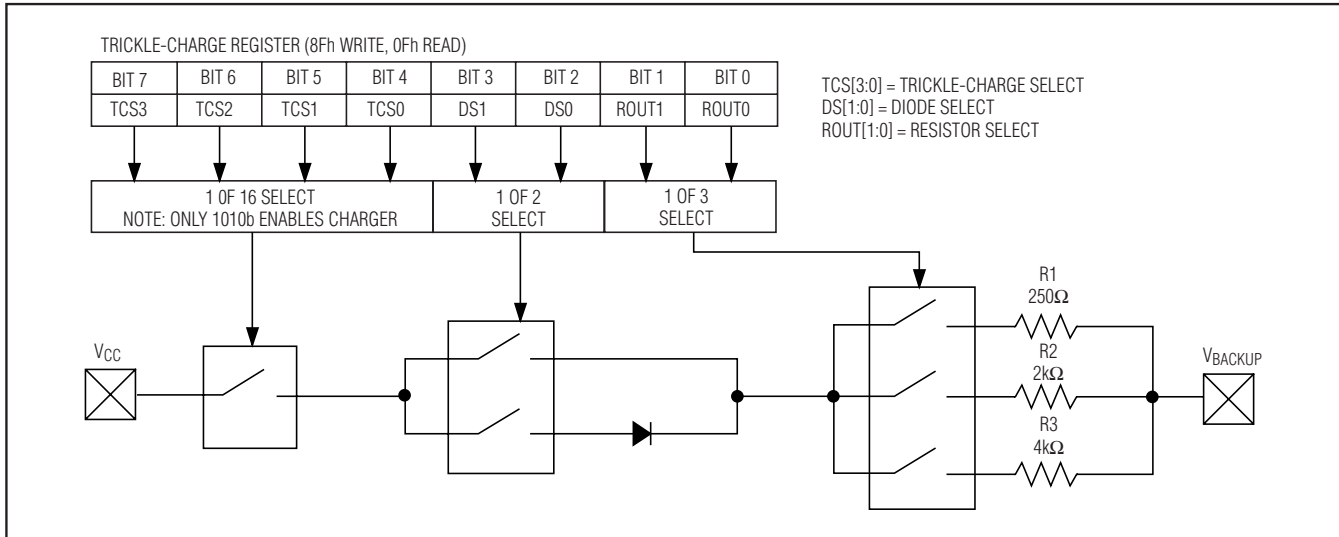 TRICKLE-CHARGE REGISTER (8Fh WRITE, 0Fh READ)
BIT 7 BIT 6 BIT 5 BIT 4 BIT 3 BIT 2 BIT 1 BIT 0
TCS3 TCS2 TCS1 TCS0 DS1 DS0 ROUT1 ROUT0
TCS[3:0] = TRICKLE-CHARGE SELECT
DS[1:0] = DIODE SELECT
ROUT[1:0] = RESISTOR SELECT
1 0F 16 SELECT
NOTE: ONLY 1010b ENABLES CHARGER
1 OF 2
SELECT
1 OF 3
SELECT
R1
250Ω
R2
2kΩ
R3
4kΩ
VCC
VBACKUP